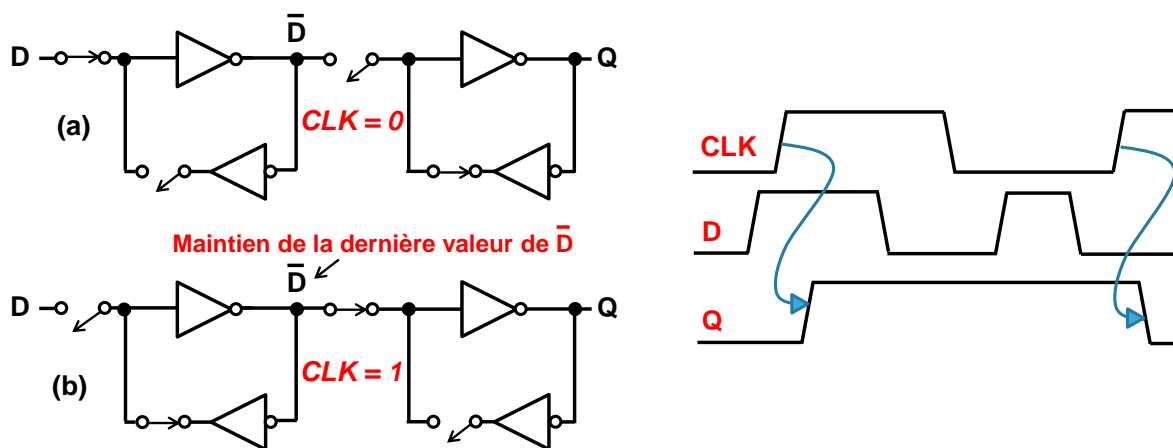 D
D̅
Q
(a)
CLK = 0
Maintien de la dernière valeur de D̅
D
D̅
Q
(b)
CLK = 1
CLK
D
Q